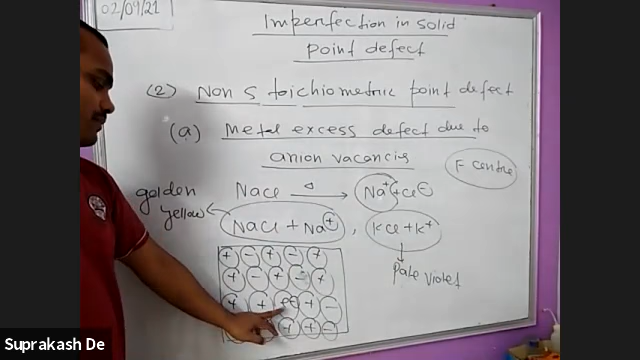 02/09/21
Imperfection in solid
point defect
(2) Non Stoichiometric point defect
(a) Metal excess defect due to
anion vacancies
F centre
NaCl Δ → Na⁺ + Cl⊖
golden
yellow
NaCl + Na⁺ , KCl + K⁺
Pale Violet
+ - + - +
+ - + - +
+ + e + -
+ + -
Suprakash De